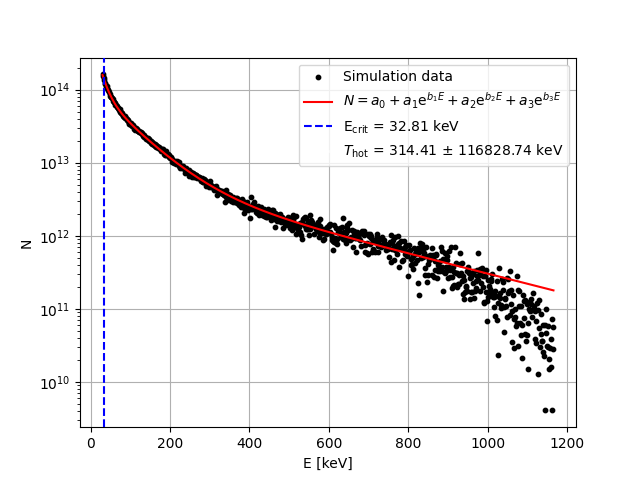 Simulation data
N = a₀ + a₁e^{b₁E} + a₂e^{b₂E} + a₃e^{b₃E}
E_crit = 32.81 keV
T_hot = 314.41 ± 116828.74 keV
10¹⁴
10¹³
10¹²
10¹¹
10¹⁰
N
0 200 400 600 800 1000 1200
E [keV]